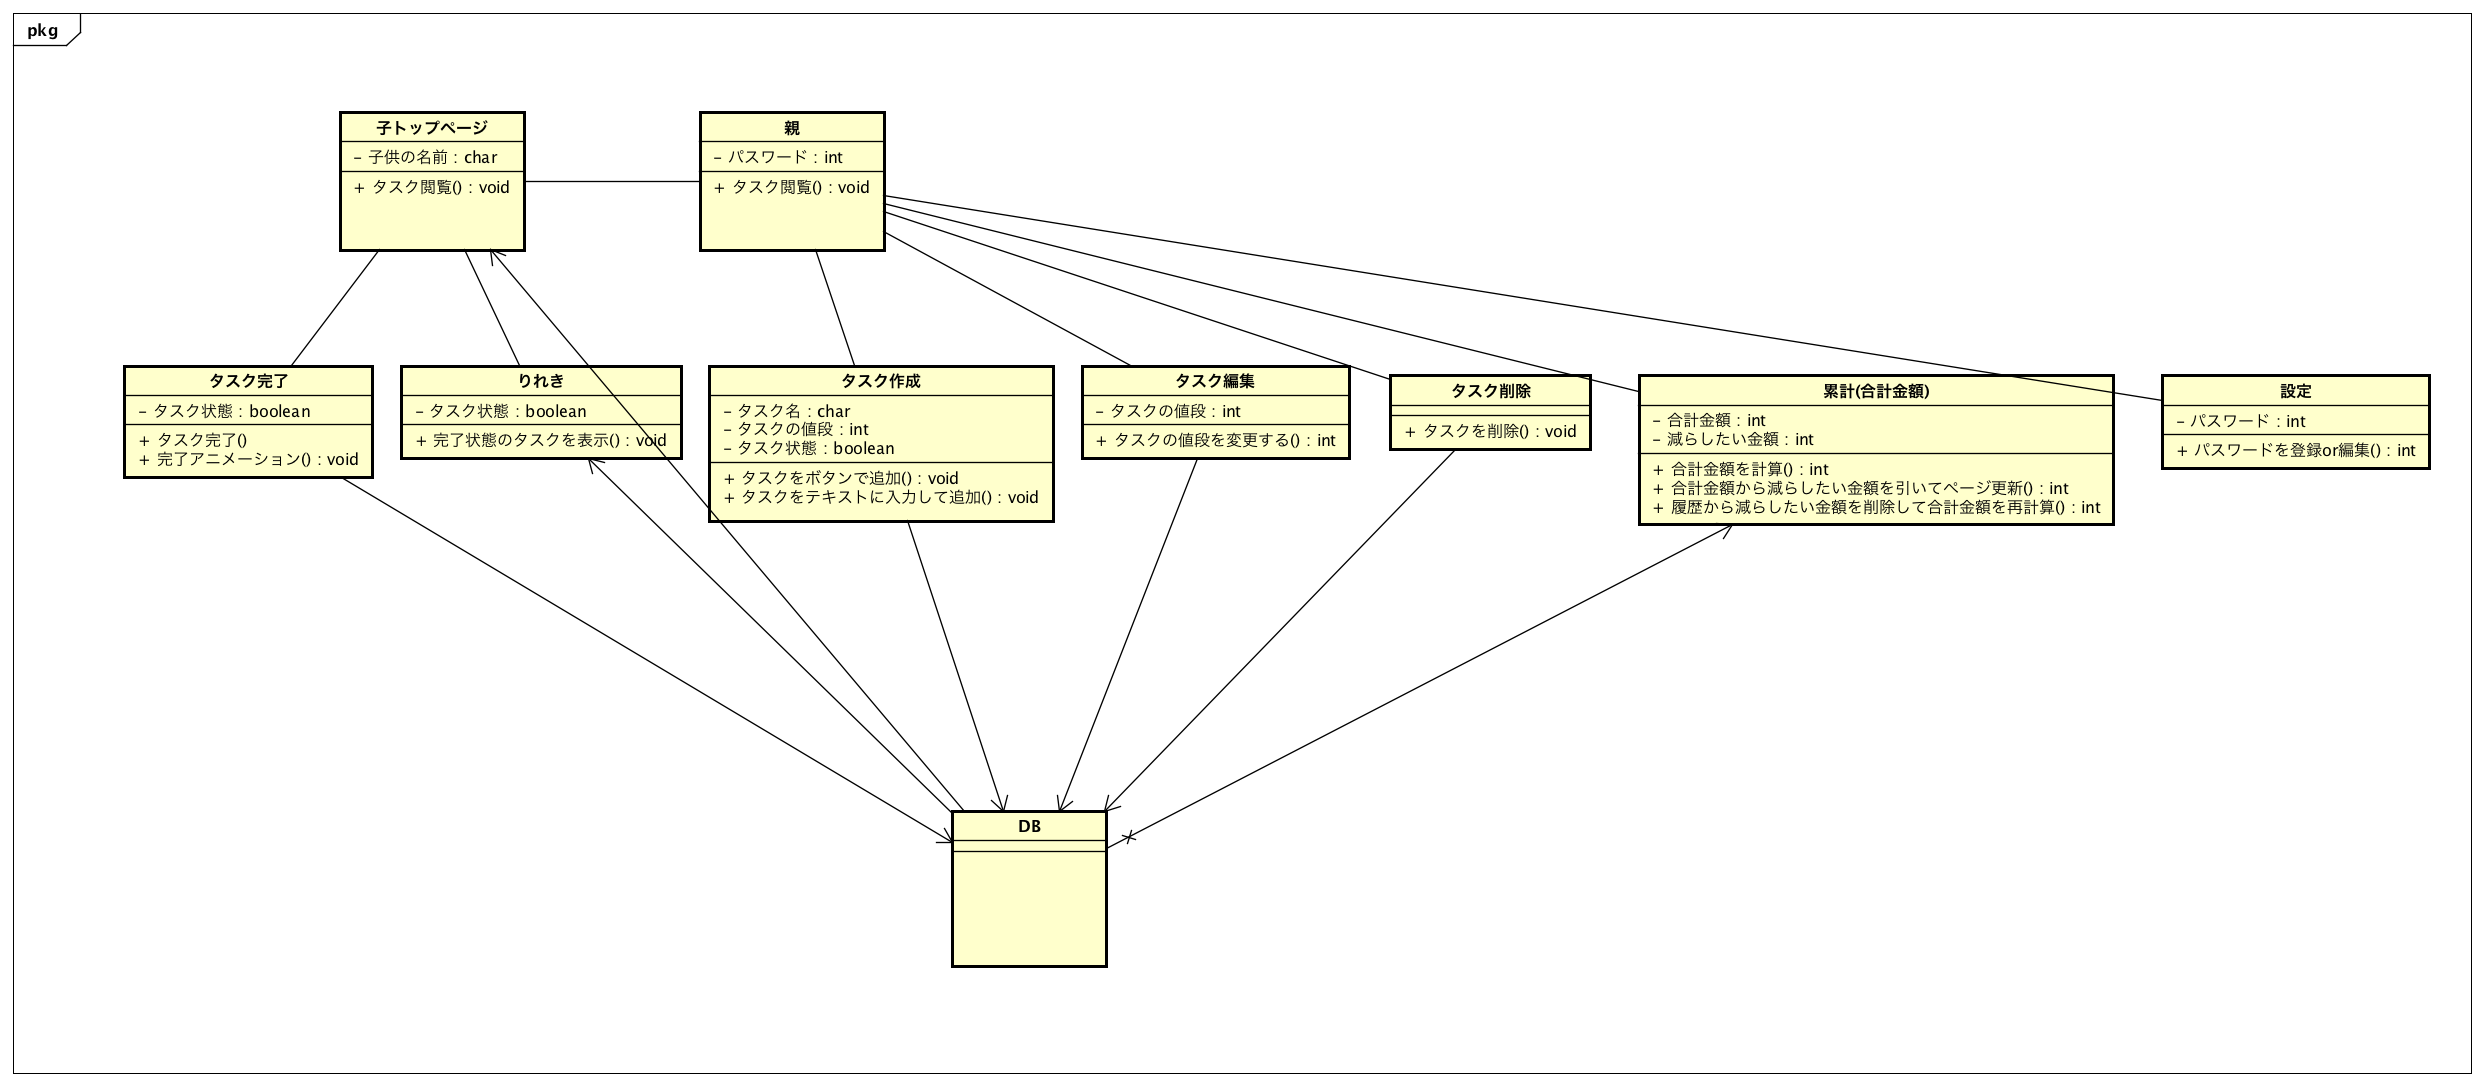 pkg
子トップページ
- 子供の名前 : char
+ タスク閲覧() : void
親
- パスワード : int
+ タスク閲覧() : void
タスク完了
- タスク状態 : boolean
+ タスク完了()
+ 完了アニメーション() : void
りれき
- タスク状態 : boolean
+ 完了状態のタスクを表示() : void
タスク作成
- タスク名 : char
- タスクの値段 : int
- タスク状態 : boolean
+ タスクをボタンで追加() : void
+ タスクをテキストに入力して追加() : void
タスク編集
- タスクの値段 : int
+ タスクの値段を変更する() : int
タスク削除
+ タスクを削除() : void
累計(合計金額)
- 合計金額 : int
- 減らしたい金額 : int
+ 合計金額を計算() : int
+ 合計金額から減らしたい金額を引いてページ更新() : int
+ 履歴から減らしたい金額を削除して合計金額を再計算() : int
設定
- パスワード : int
+ パスワードを登録or編集() : int
DB